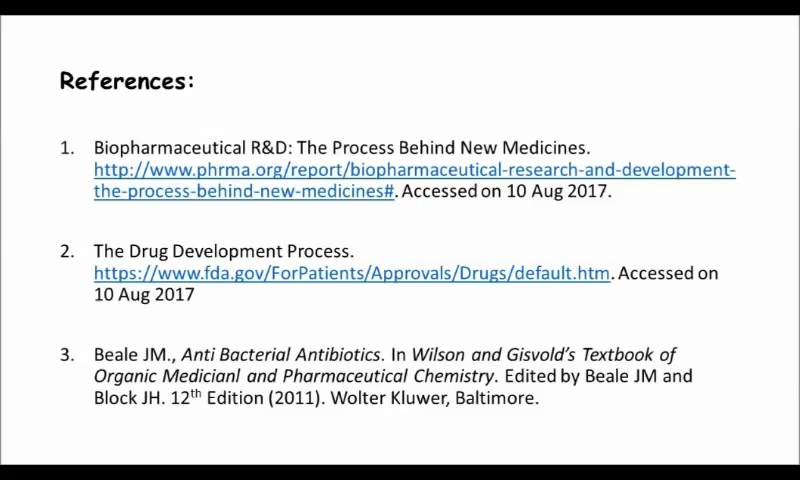 References:
1. Biopharmaceutical R&D: The Process Behind New Medicines.
http://www.phrma.org/report/biopharmaceutical-research-and-development-
the-process-behind-new-medicines#. Accessed on 10 Aug 2017.
2. The Drug Development Process.
https://www.fda.gov/ForPatients/Approvals/Drugs/default.htm. Accessed on
10 Aug 2017
3. Beale JM., Anti Bacterial Antibiotics. In Wilson and Gisvold's Textbook of
Organic Medicianl and Pharmaceutical Chemistry. Edited by Beale JM and
Block JH. 12th Edition (2011). Wolter Kluwer, Baltimore.